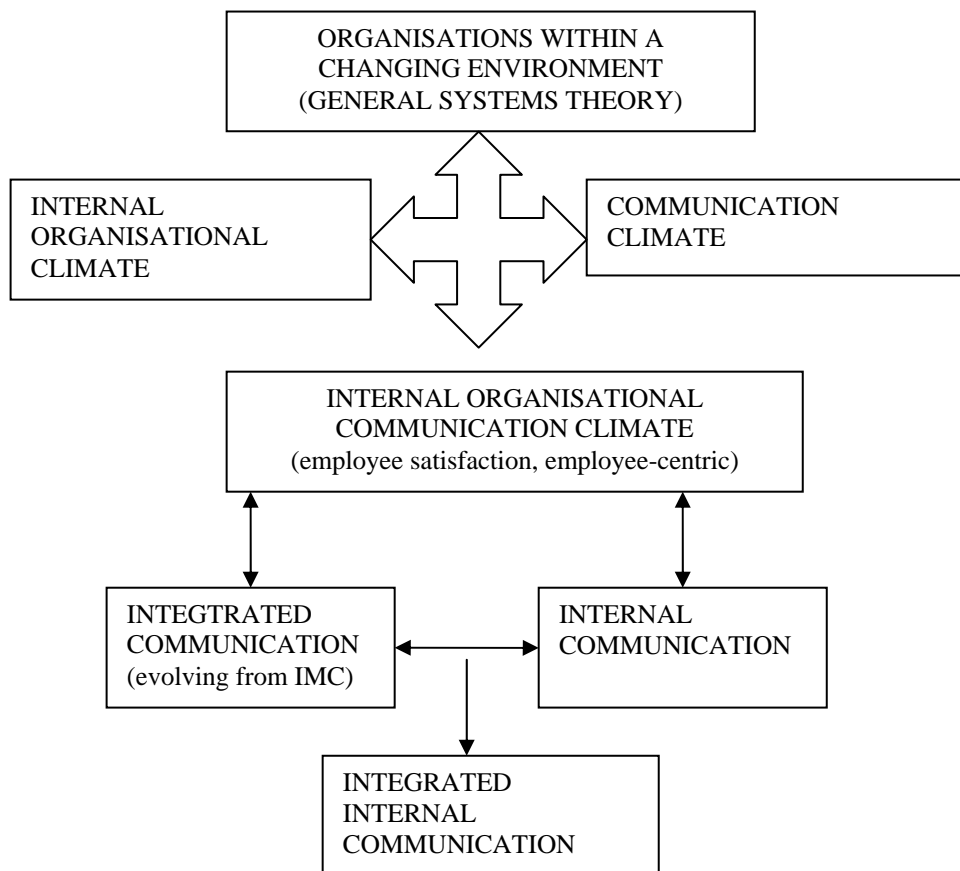 ORGANISATIONS WITHIN A
CHANGING ENVIRONMENT
(GENERAL SYSTEMS THEORY)
INTERNAL
ORGANISATIONAL
CLIMATE
COMMUNICATION
CLIMATE
INTERNAL ORGANISATIONAL
COMMUNICATION CLIMATE
(employee satisfaction, employee-centric)
INTEGTRATED
COMMUNICATION
(evolving from IMC)
INTERNAL
COMMUNICATION
INTEGRATED
INTERNAL
COMMUNICATION